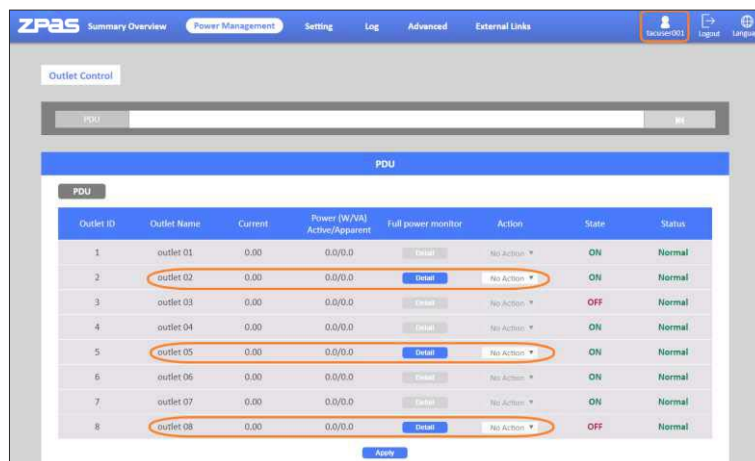 ZPAS Summary Overview Power Management Setting Log Advanced External Links tacuser001 Logout Langua
Outlet Control
PDU
PDU
PDU
Outlet ID Outlet Name Current Power (W/VA) Active/Apparent Full power monitor Action State Status
1 outlet 01 0.00 0.0/0.0 Detail No Action ON Normal
2 outlet 02 0.00 0.0/0.0 Detail No Action ON Normal
3 outlet 03 0.00 0.0/0.0 Detail No Action OFF Normal
4 outlet 04 0.00 0.0/0.0 Detail No Action ON Normal
5 outlet 05 0.00 0.0/0.0 Detail No Action ON Normal
6 outlet 06 0.00 0.0/0.0 Detail No Action ON Normal
7 outlet 07 0.00 0.0/0.0 Detail No Action ON Normal
8 outlet 08 0.00 0.0/0.0 Detail No Action OFF Normal
Apply